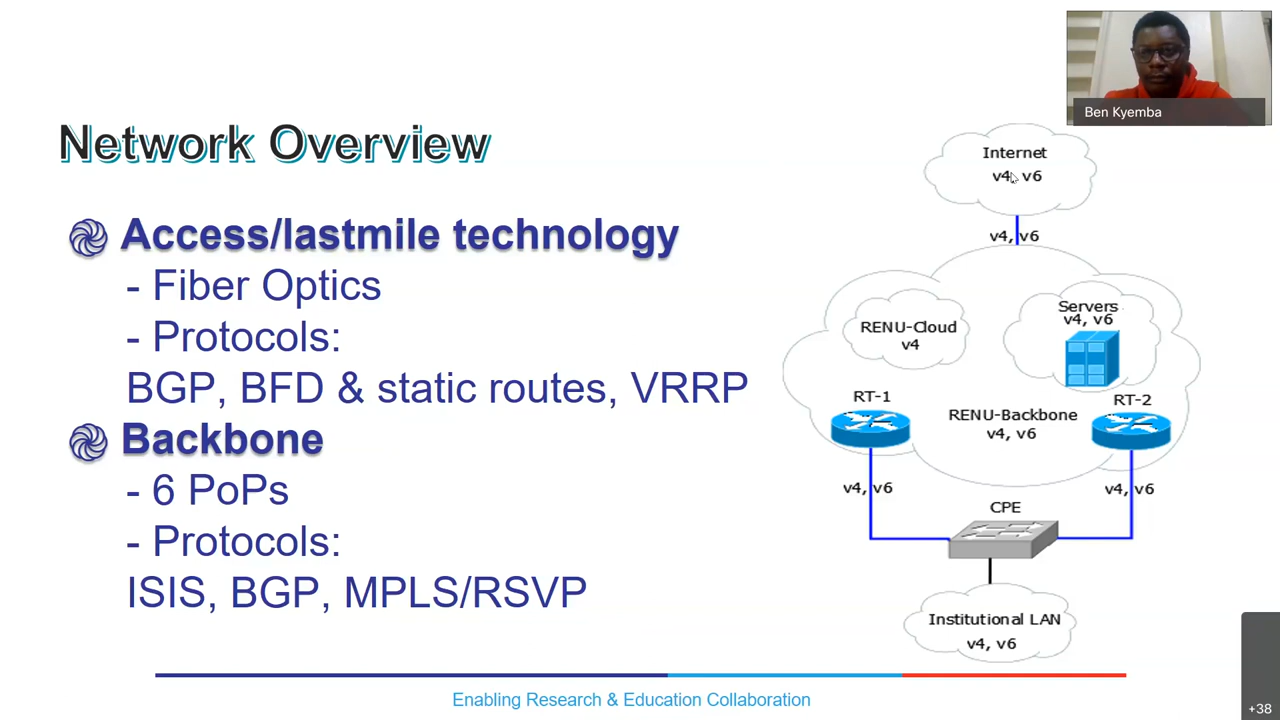 Ben Kyemba
Network Overview
Access/lastmile technology
- Fiber Optics
- Protocols:
BGP, BFD & static routes, VRRP
Backbone
- 6 PoPs
- Protocols:
ISIS, BGP, MPLS/RSVP
Internet
v4, v6
v4, v6
RENU-Cloud
v4
Servers
v4, v6
RT-1
RENU-Backbone
v4, v6
RT-2
v4, v6
v4, v6
CPE
Institutional LAN
v4, v6
Enabling Research & Education Collaboration
+38